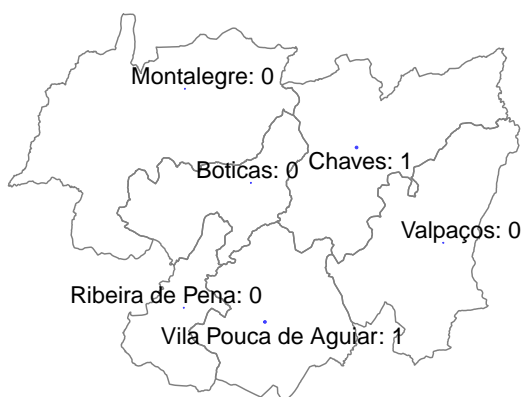 Montalegre: 0
Boticas: 0
Chaves: 1
Valpaços: 0
Ribeira de Pena: 0
Vila Pouca de Aguiar: 1